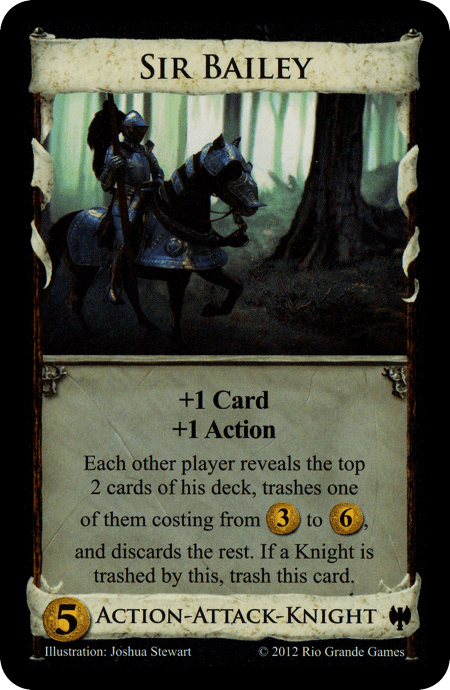 SIR BAILEY
+1 Card
+1 Action
Each other player reveals the top
2 cards of his deck, trashes one
of them costing from 3 to 6,
and discards the rest. If a Knight is
trashed by this, trash this card.
5 ACTION-ATTACK-KNIGHT
Illustration: Joshua Stewart © 2012 Rio Grande Games